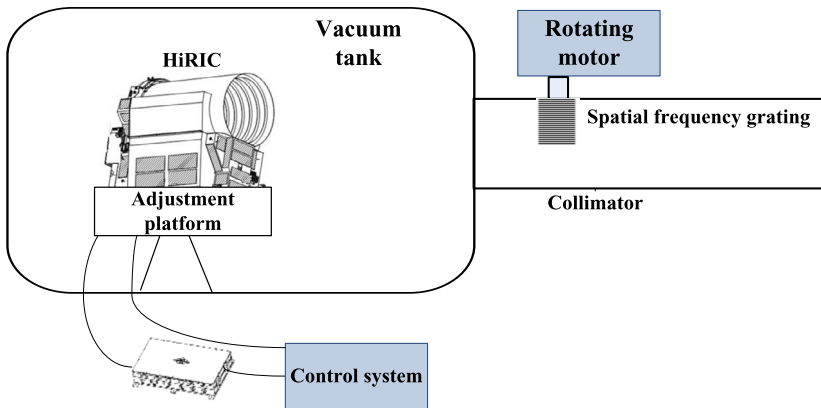 Vacuum
tank
HiRIC
Rotating
motor
Spatial frequency grating
Collimator
Adjustment
platform
Control system